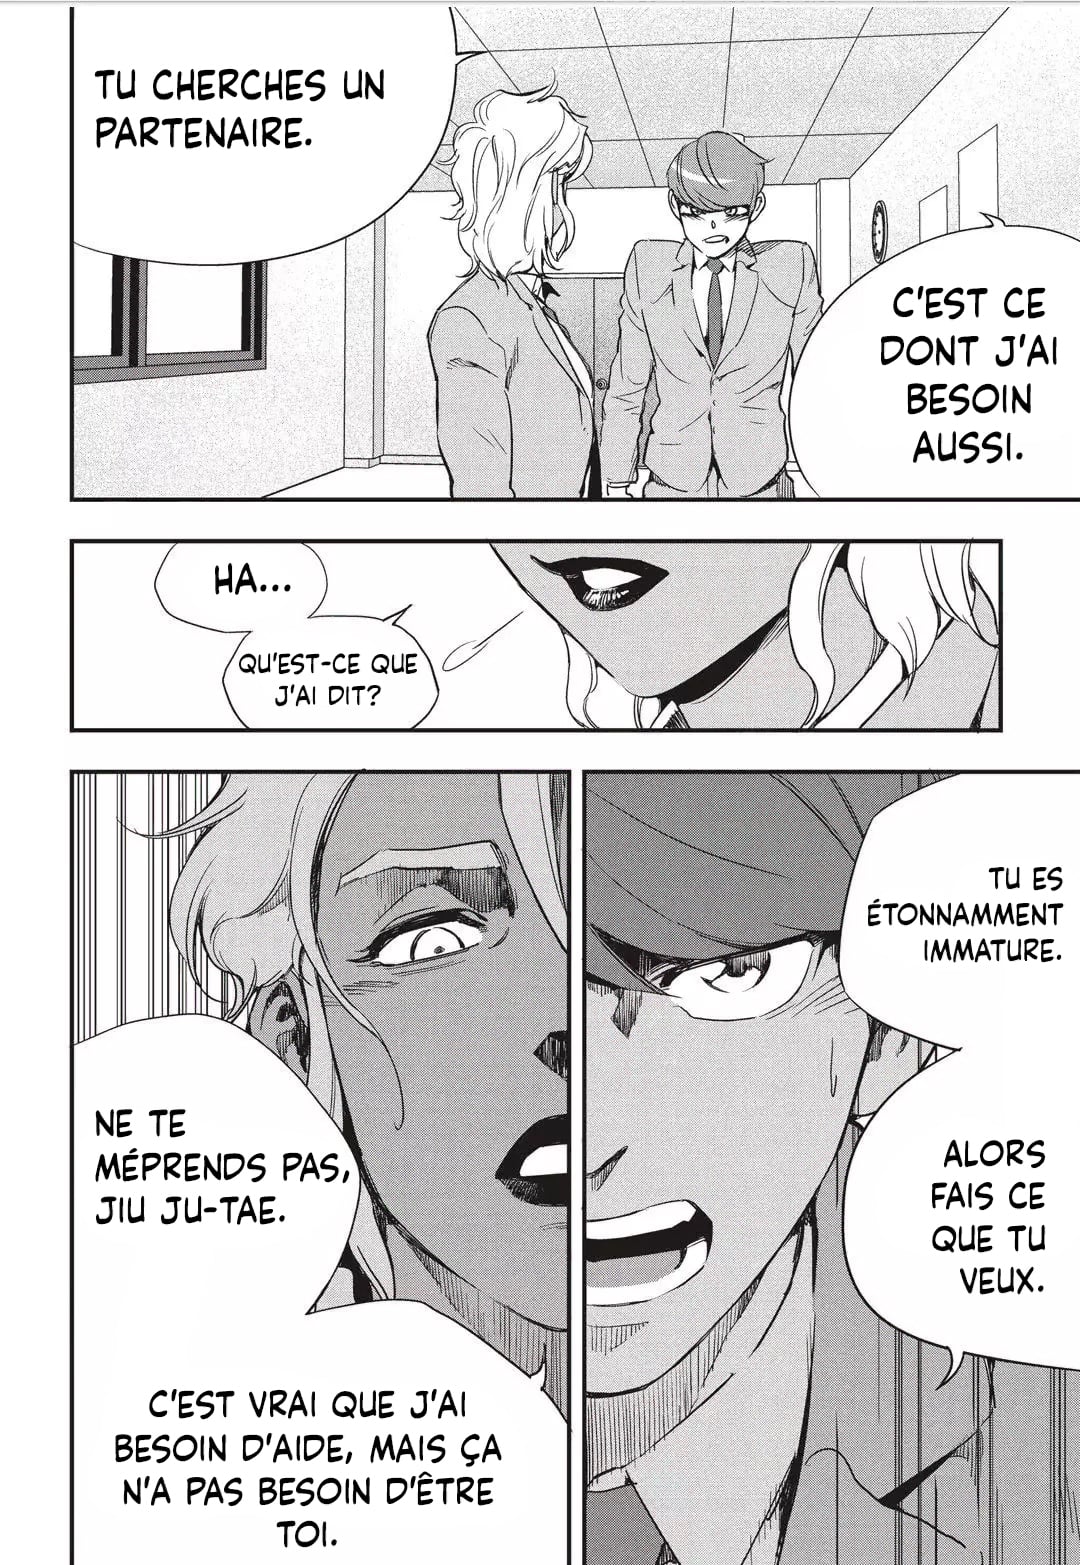 TU CHERCHES UN
PARTENAIRE.
C'EST CE
DONT J'AI
BESOIN
AUSSI.
HA...
QU'EST-CE QUE
J'AI DIT?
NE TE
MÉPRENDS PAS,
JIU JU-TAE.
C'EST VRAI QUE J'AI
BESOIN D'AIDE, MAIS ÇA
N'A PAS BESOIN D'ÊTRE
TOI.
TU ES
ÉTONNAMMENT
IMMATURE.
ALORS
FAIS CE
QUE TU
VEUX.